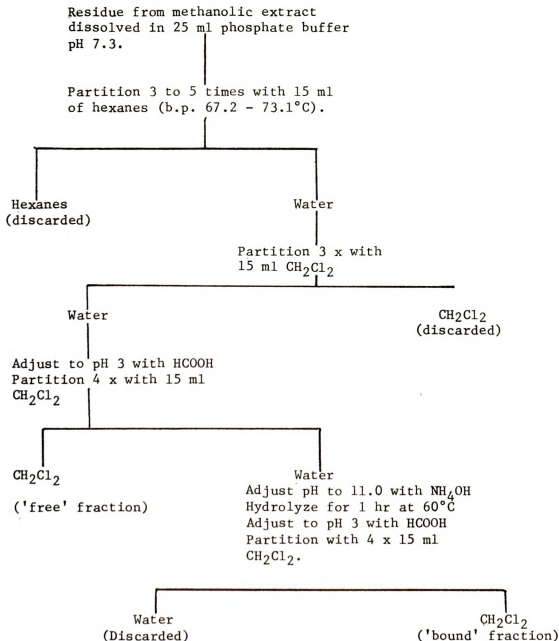 Residue from methanolic extract
dissolved in 25 ml phosphate buffer
pH 7.3.
Partition 3 to 5 times with 15 ml
of hexanes (b.p. 67.2 - 73.1°C).
Hexanes
(discarded)
Water
Partition 3 x with
15 ml CH2Cl2
Water
CH2Cl2
(discarded)
Adjust to pH 3 with HCOOH
Partition 4 x with 15 ml
CH2Cl2
CH2Cl2
('free' fraction)
Water
Adjust pH to 11.0 with NH4OH
Hydrolyze for 1 hr at 60°C
Adjust to pH 3 with HCOOH
Partition with 4 x 15 ml
CH2Cl2.
Water
(Discarded)
CH2Cl2
('bound' fraction)